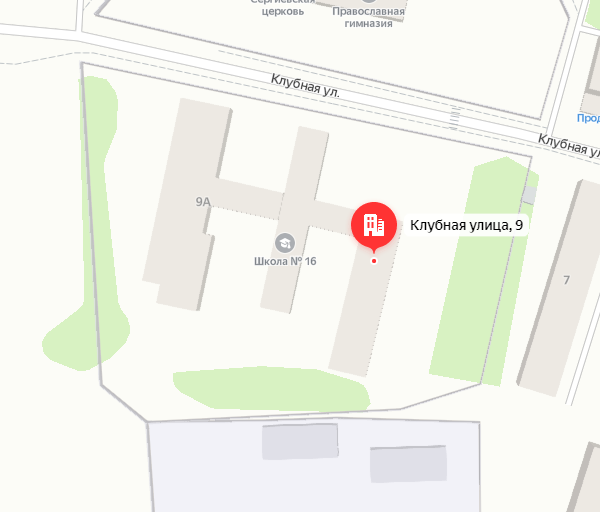 Сергиевская
церковь
Православная
гимназия
Клубная ул.
Прод
Клубная ул
9А
Клубная улица, 9
Школа № 16
7